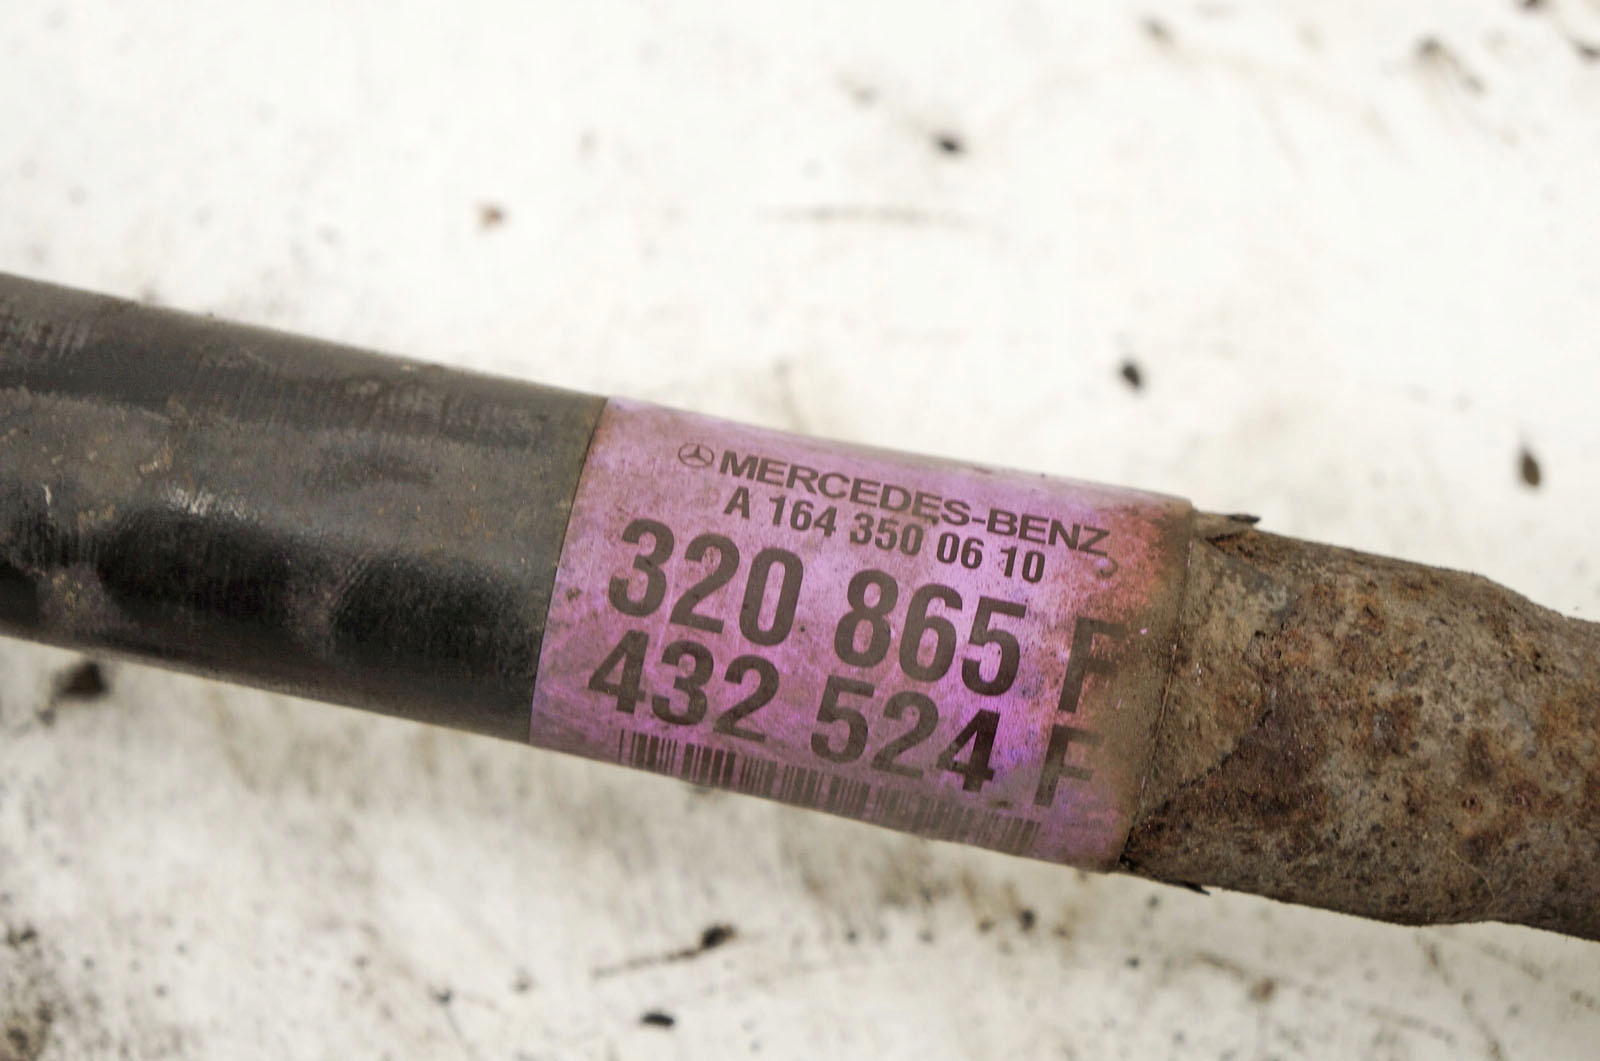 MERCEDES-BENZ
A 164 350 06 10
320 865 F
432 524 F